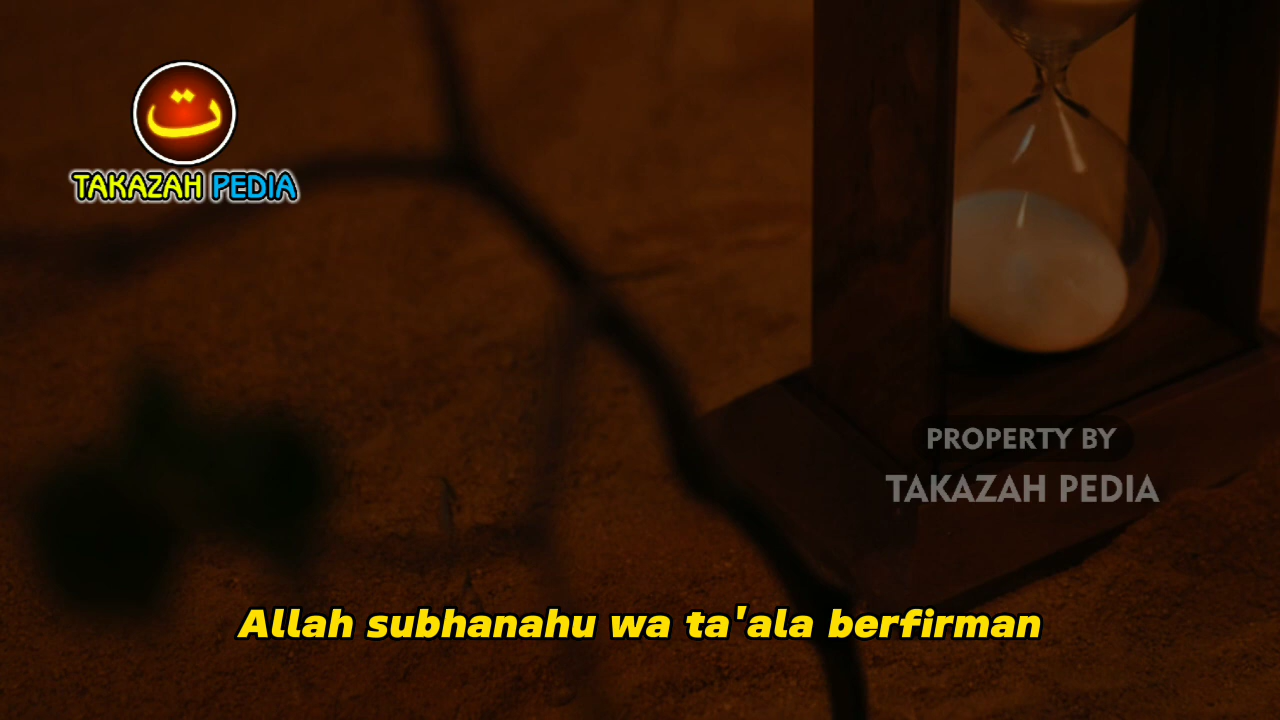 ت
TAKAZAH PEDIA
PROPERTY BY
TAKAZAH PEDIA
Allah subhanahu wa ta'ala berfirman